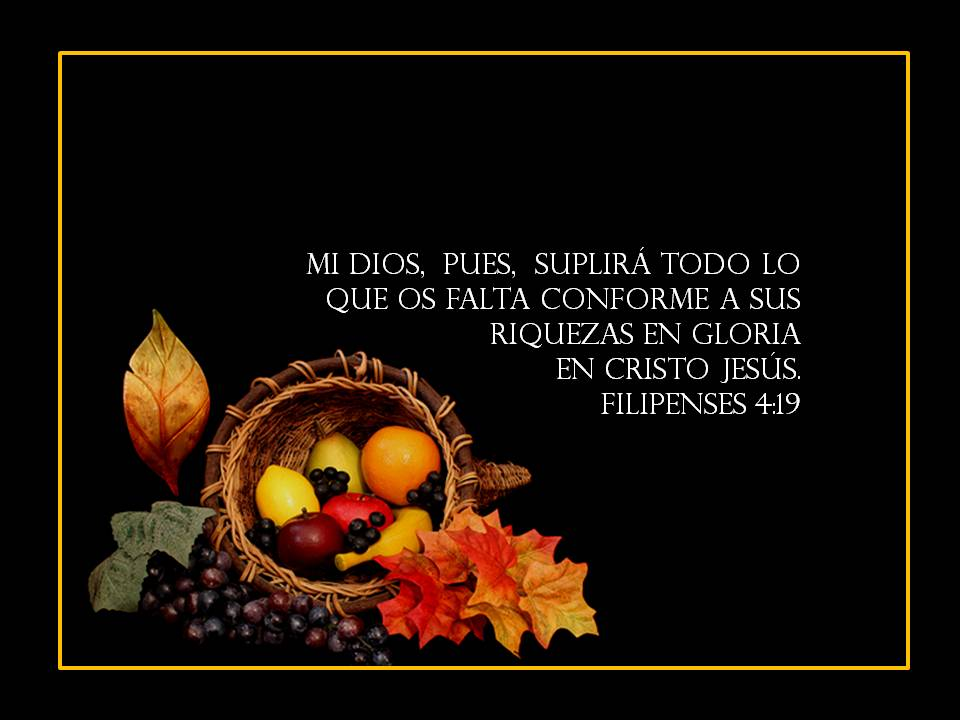 MI DIOS, PUES, SUPLIRÁ TODO LO
QUE OS FALTA CONFORME A SUS
RIQUEZAS EN GLORIA
EN CRISTO JESÚS.
FILIPENSES 4:19